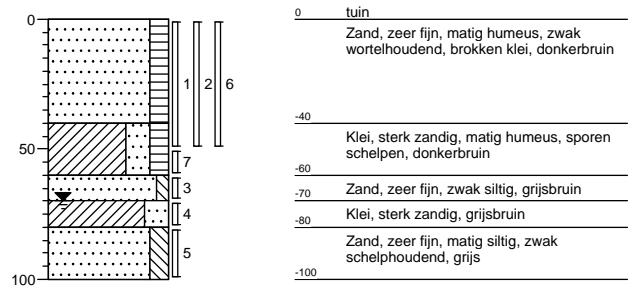 0
50
100
1
2
6
7
3
4
5
0
tuin
Zand, zeer fijn, matig humeus, zwak
wortelhoudend, brokken klei, donkerbruin
-40
Klei, sterk zandig, matig humeus, sporen
schelpen, donkerbruin
-60
Zand, zeer fijn, zwak siltig, grijsbruin
-70
Klei, sterk zandig, grijsbruin
-80
Zand, zeer fijn, matig siltig, zwak
schelphoudend, grijs
-100